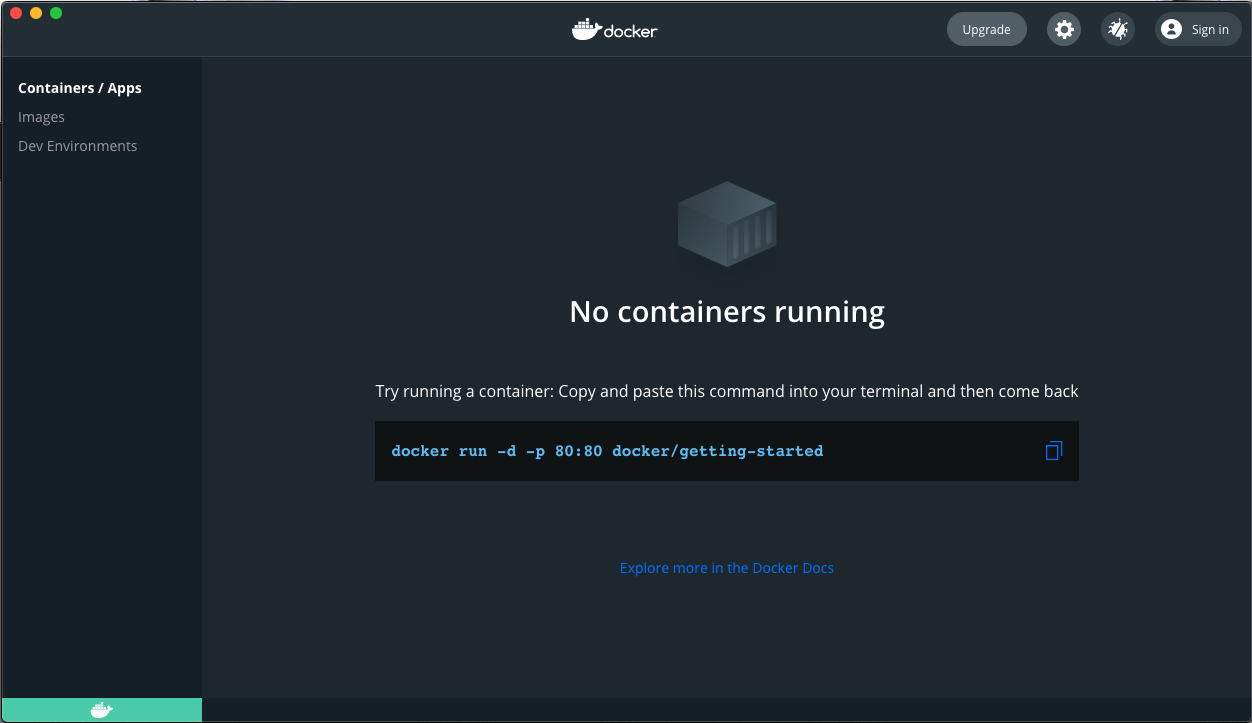 docker
Upgrade
Sign in
Containers / Apps
Images
Dev Environments
No containers running
Try running a container: Copy and paste this command into your terminal and then come back
docker run -d -p 80:80 docker/getting-started
Explore more in the Docker Docs